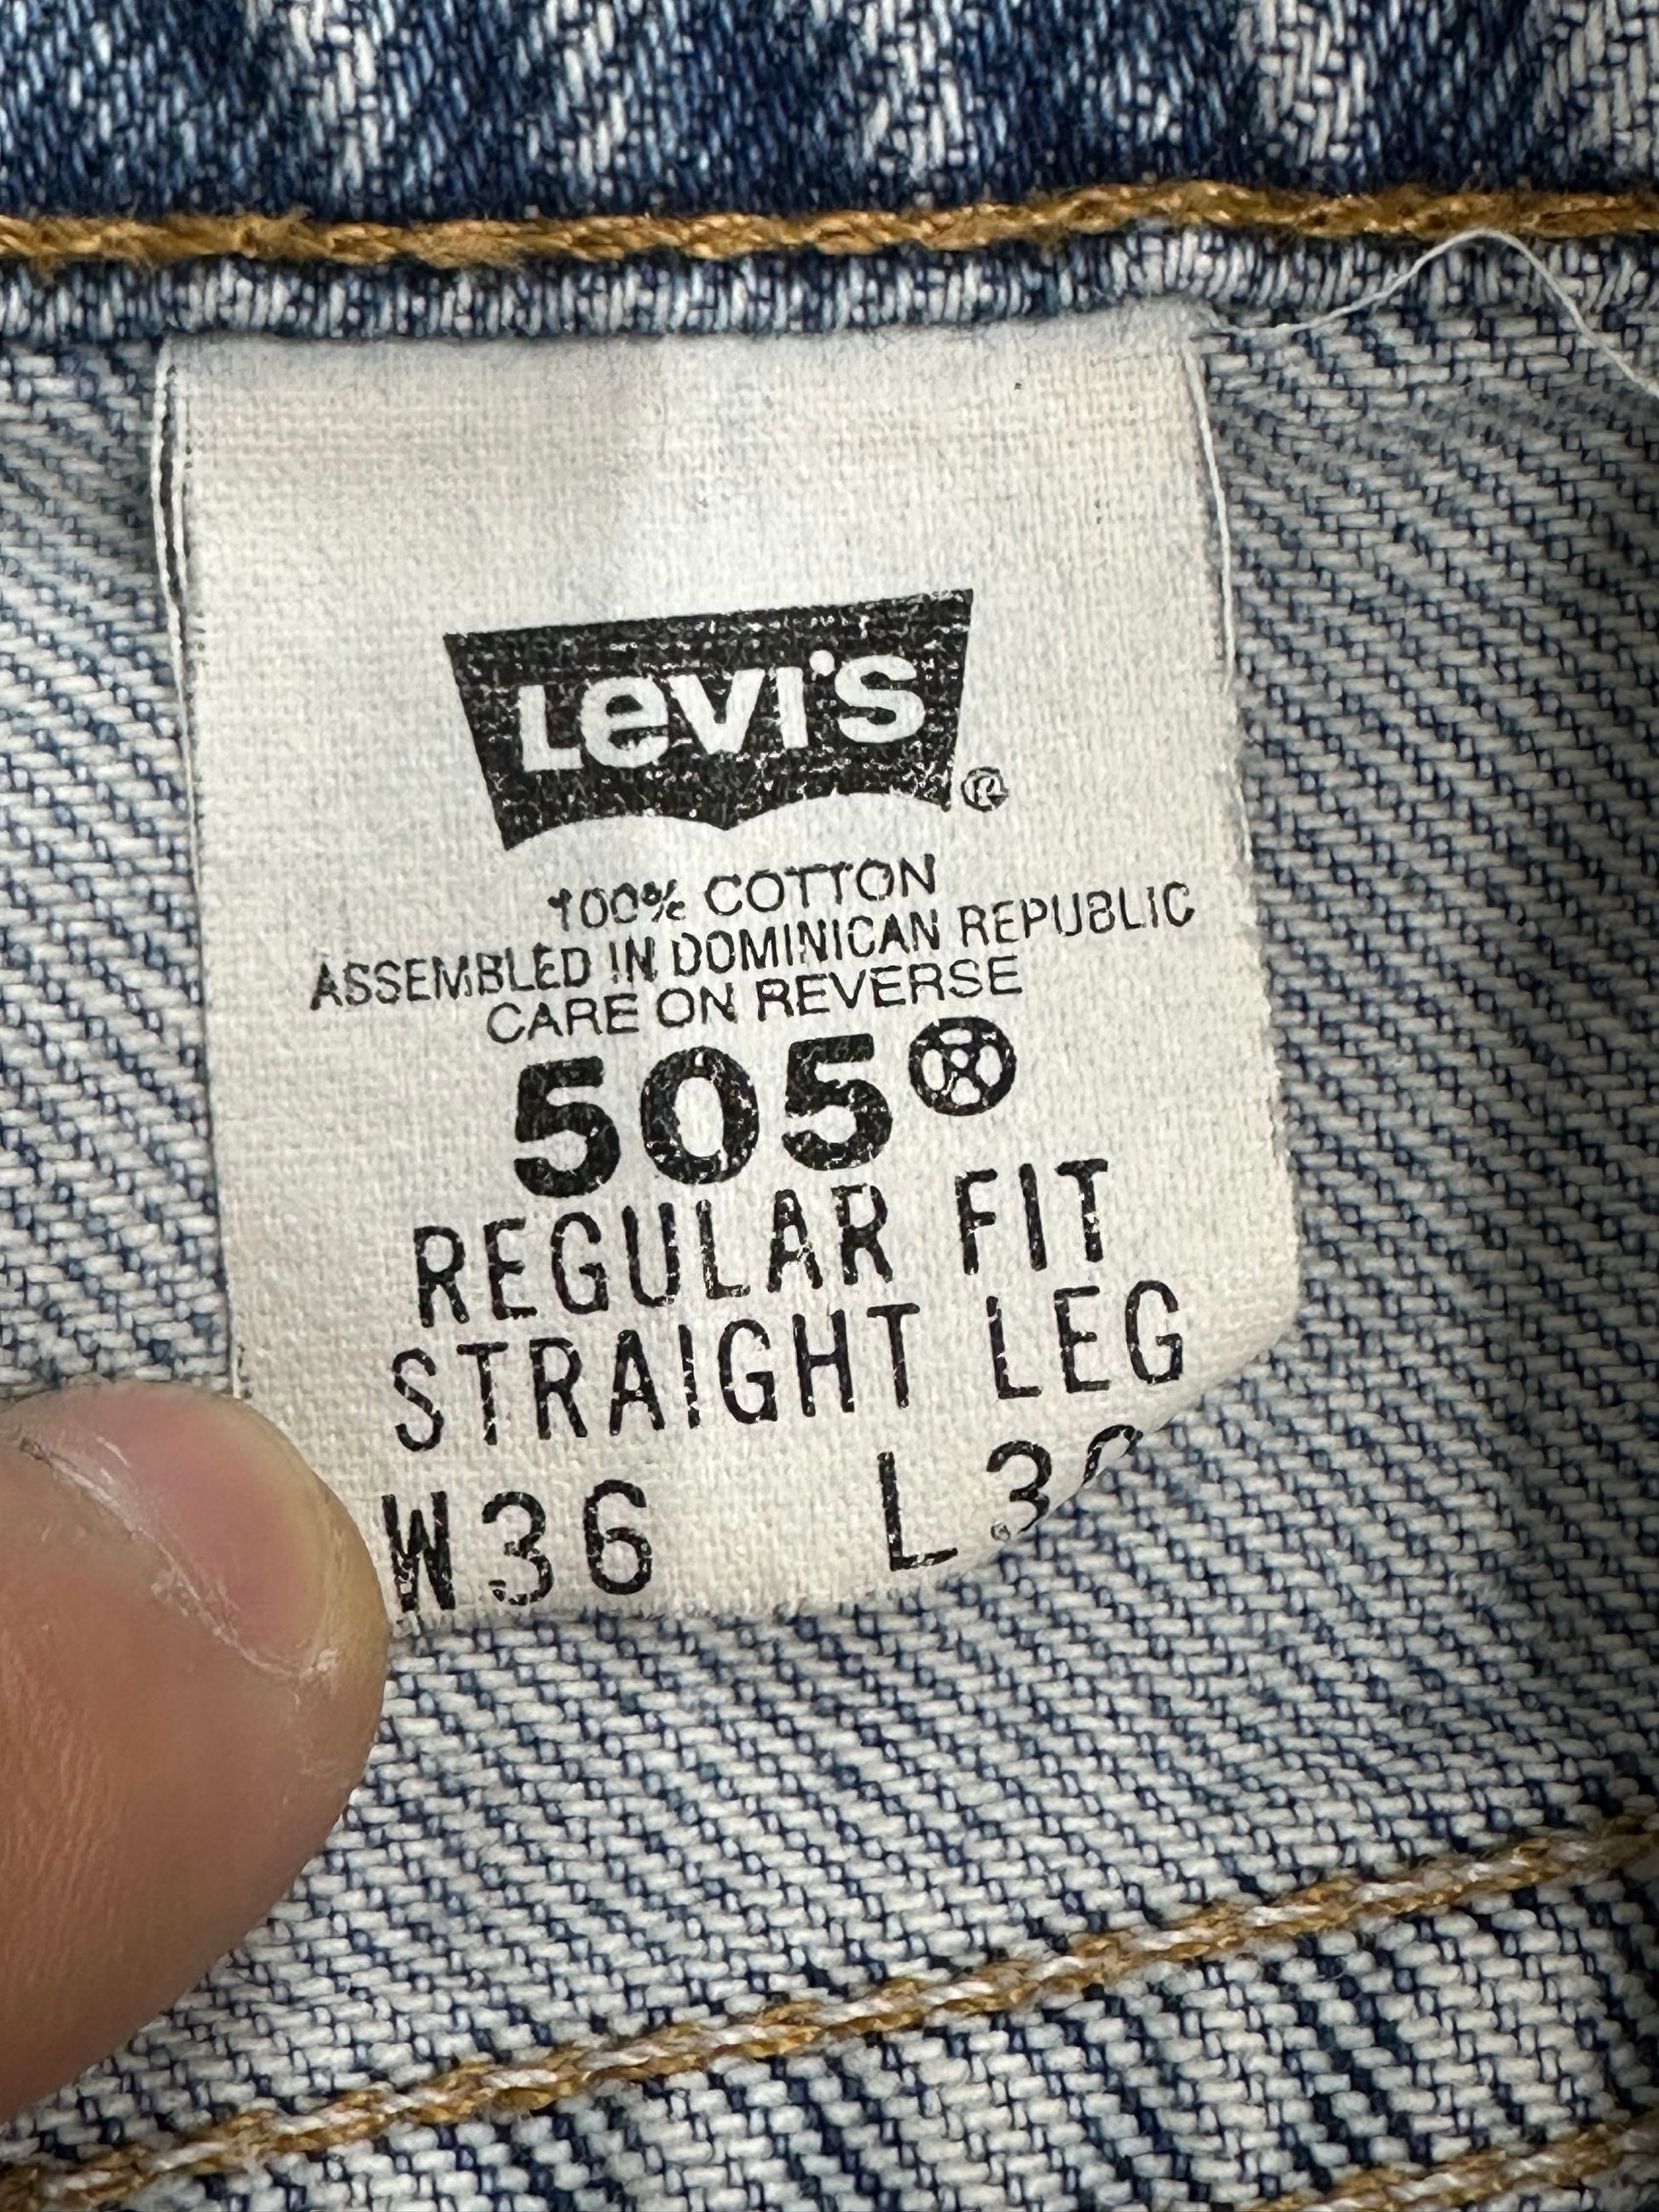 LEVI'S ®
100% COTTON
ASSEMBLED IN DOMINICAN REPUBLIC
CARE ON REVERSE
505®
REGULAR FIT
STRAIGHT LEG
W36 L